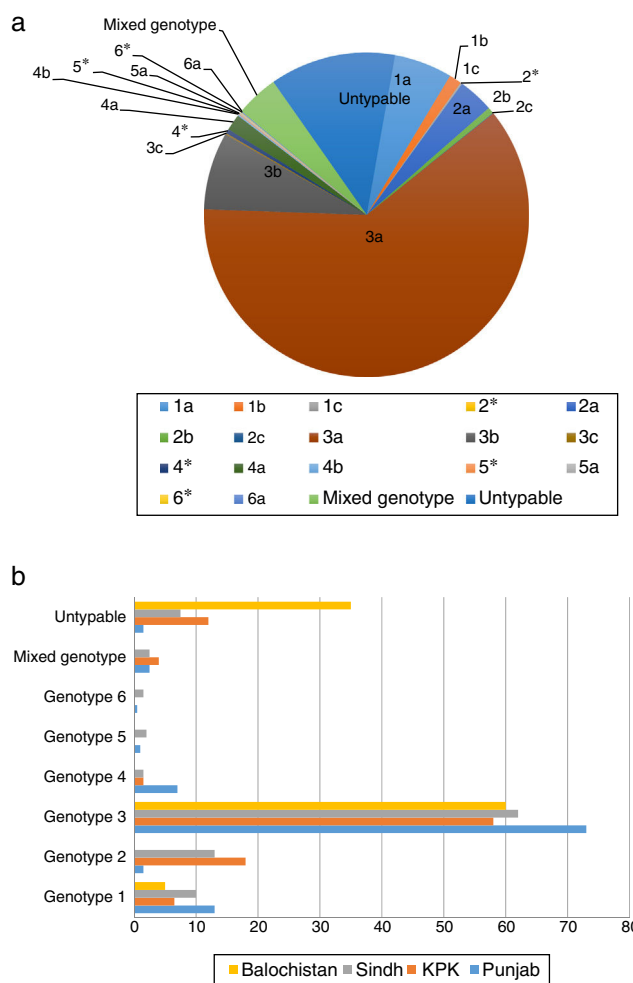 a
Mixed genotype
6*
5*
4b
5a
6a
4a
4*
3c
3b
1a
Untypable
1b
1c
2*
2a
2b
2c
3a
1a 1b 1c 2* 2a
2b 2c 3a 3b 3c
4* 4a 4b 5* 5a
6* 6a Mixed genotype Untypable
b
Untypable
Mixed genotype
Genotype 6
Genotype 5
Genotype 4
Genotype 3
Genotype 2
Genotype 1
0 10 20 30 40 50 60 70 80
Balochistan Sindh KPK Punjab